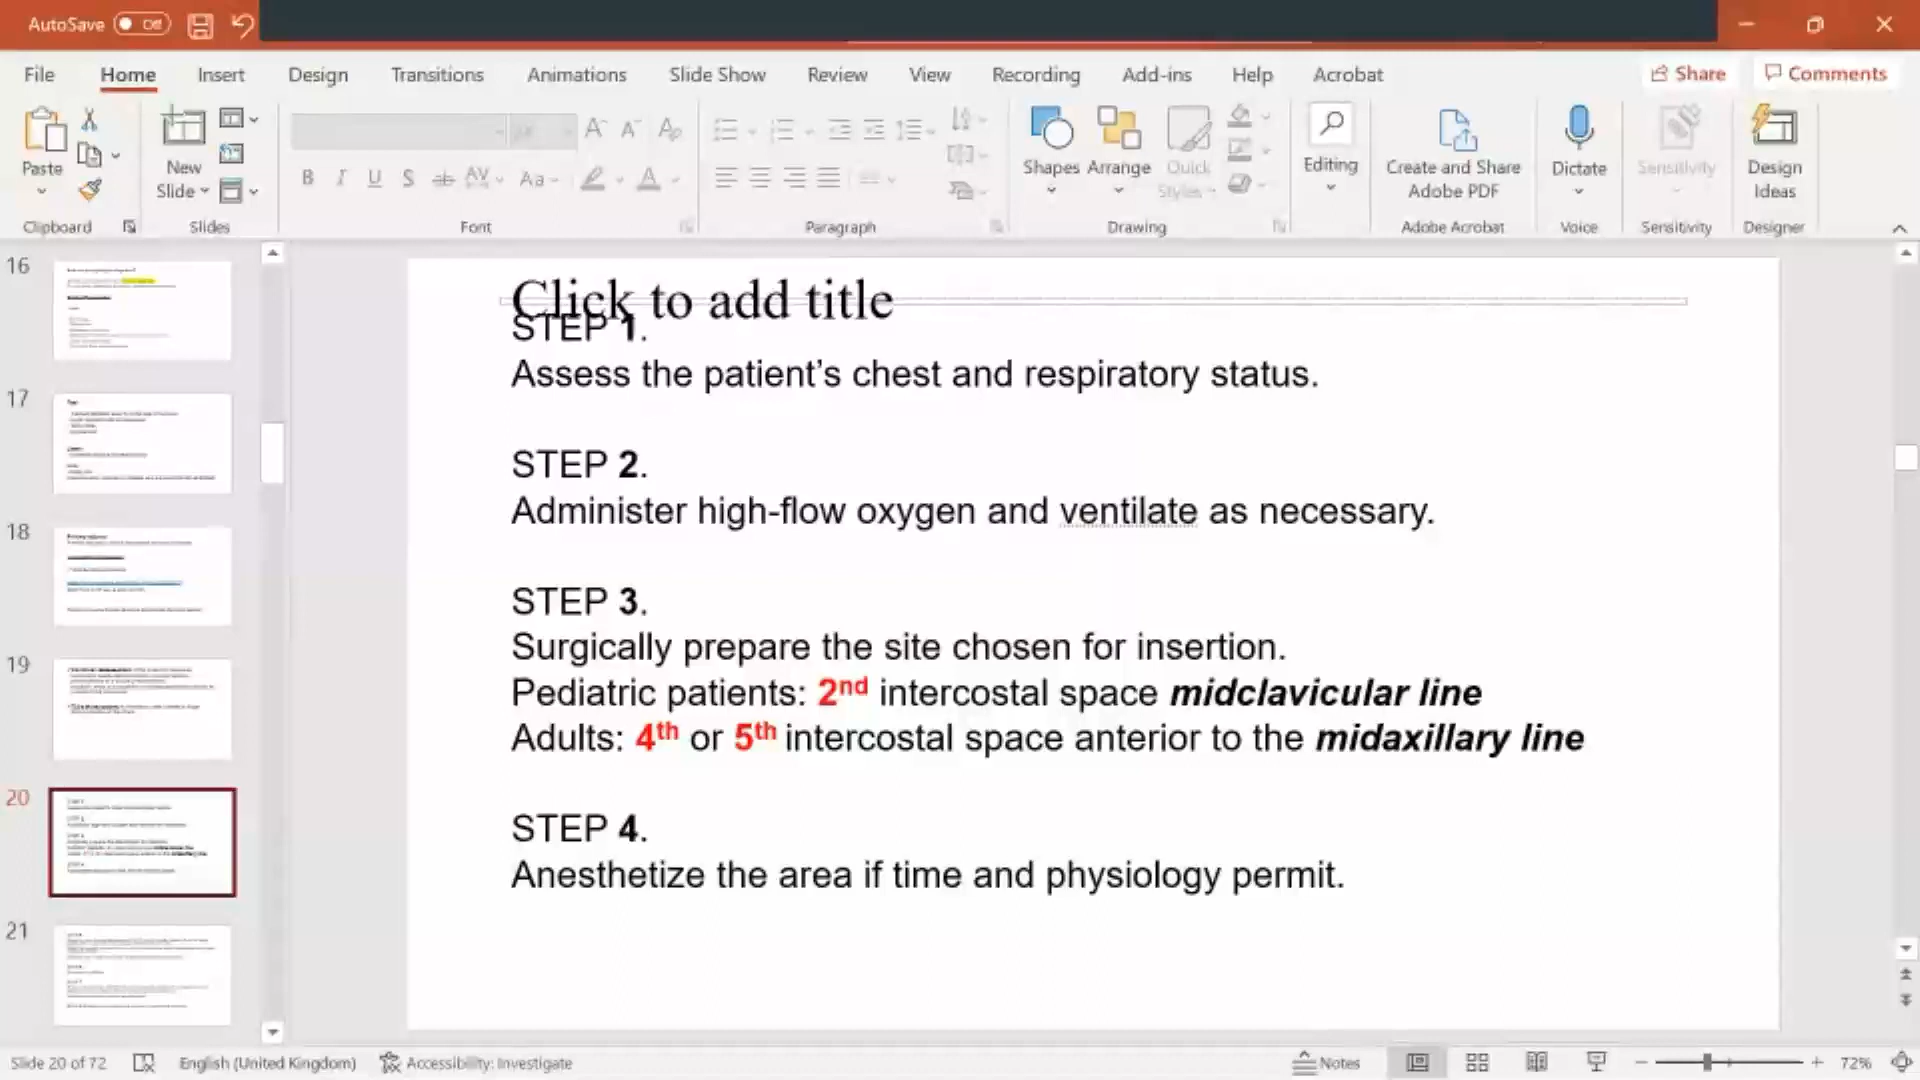 AutoSave Off
File Home Insert Design Transitions Animations Slide Show Review View Recording Add-ins Help Acrobat Share Comments
Paste
New Slide
B I U S ab AV Aa A
Shapes Arrange Quick Styles
Editing
Create and Share Adobe PDF
Dictate
Sensitivity
Design Ideas
Clipboard Slides Font Paragraph Drawing Adobe Acrobat Voice Sensitivity Designer
16
17
18
19
20
21
Click to add title
STEP 1.
Assess the patient’s chest and respiratory status.
STEP 2.
Administer high-flow oxygen and ventilate as necessary.
STEP 3.
Surgically prepare the site chosen for insertion.
Pediatric patients: 2nd intercostal space midclavicular line
Adults: 4th or 5th intercostal space anterior to the midaxillary line
STEP 4.
Anesthetize the area if time and physiology permit.
Slide 20 of 72 English (United Kingdom) Accessibility: Investigate Notes 72%